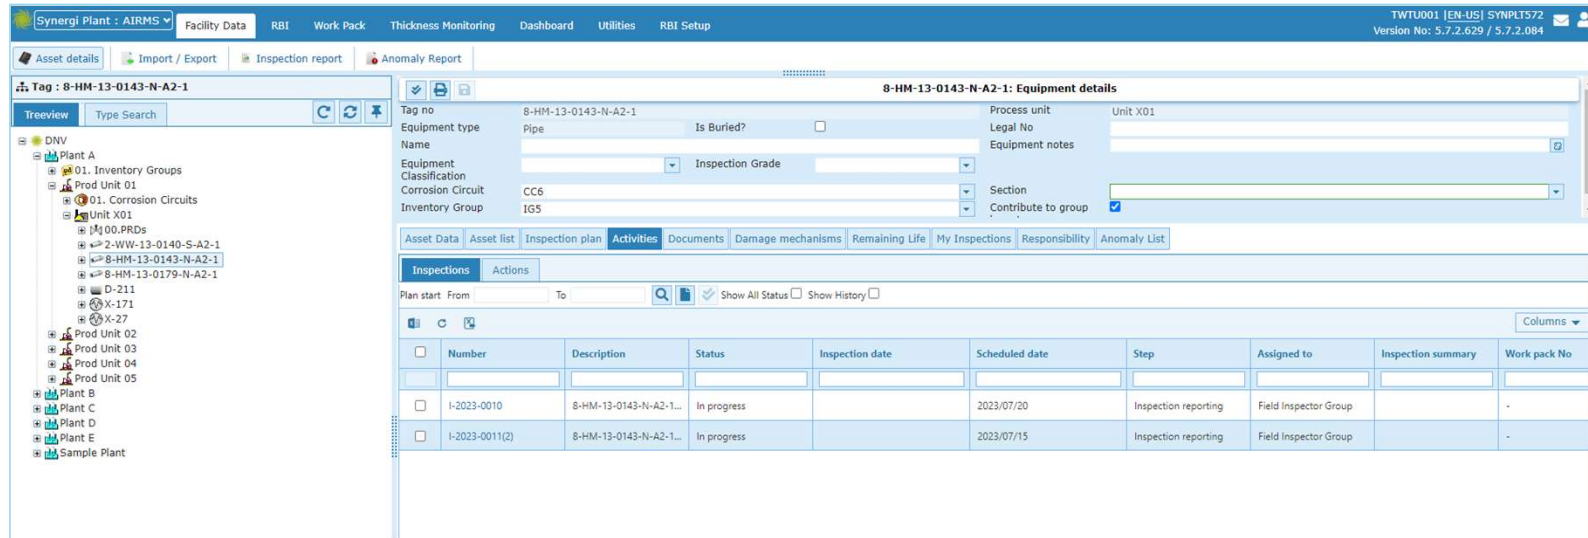 Synergi Plant : AIRMS
Facility Data RBI Work Pack Thickness Monitoring Dashboard Utilities RBI Setup
TWTU001 |EN-US| SYNPLT572
Version No: 5.7.2.629 / 5.7.2.084
Asset details Import / Export Inspection report Anomaly Report
Tag : 8-HM-13-0143-N-A2-1
Treeview Type Search
DNV
Plant A
01. Inventory Groups
Prod Unit 01
01. Corrosion Circuits
Unit X01
00.PRDs
2-WW-13-0140-S-A2-1
8-HM-13-0143-N-A2-1
8-HM-13-0179-N-A2-1
D-211
X-171
X-27
Prod Unit 02
Prod Unit 03
Prod Unit 04
Prod Unit 05
Plant B
Plant C
Plant D
Plant E
Sample Plant
8-HM-13-0143-N-A2-1: Equipment details
Tag no 8-HM-13-0143-N-A2-1 Process unit Unit X01
Equipment type Pipe Is Buried? Legal No
Name Equipment notes
Equipment Classification Inspection Grade
Corrosion Circuit CC6 Section
Inventory Group IG5 Contribute to group
Asset Data Asset list Inspection plan Activities Documents Damage mechanisms Remaining Life My Inspections Responsibility Anomaly List
Inspections Actions
Plan start From To Show All Status Show History
Columns
Number Description Status Inspection date Scheduled date Step Assigned to Inspection summary Work pack No
I-2023-0010 8-HM-13-0143-N-A2-1... In progress 2023/07/20 Inspection reporting Field Inspector Group -
I-2023-0011(2) 8-HM-13-0143-N-A2-1... In progress 2023/07/15 Inspection reporting Field Inspector Group -